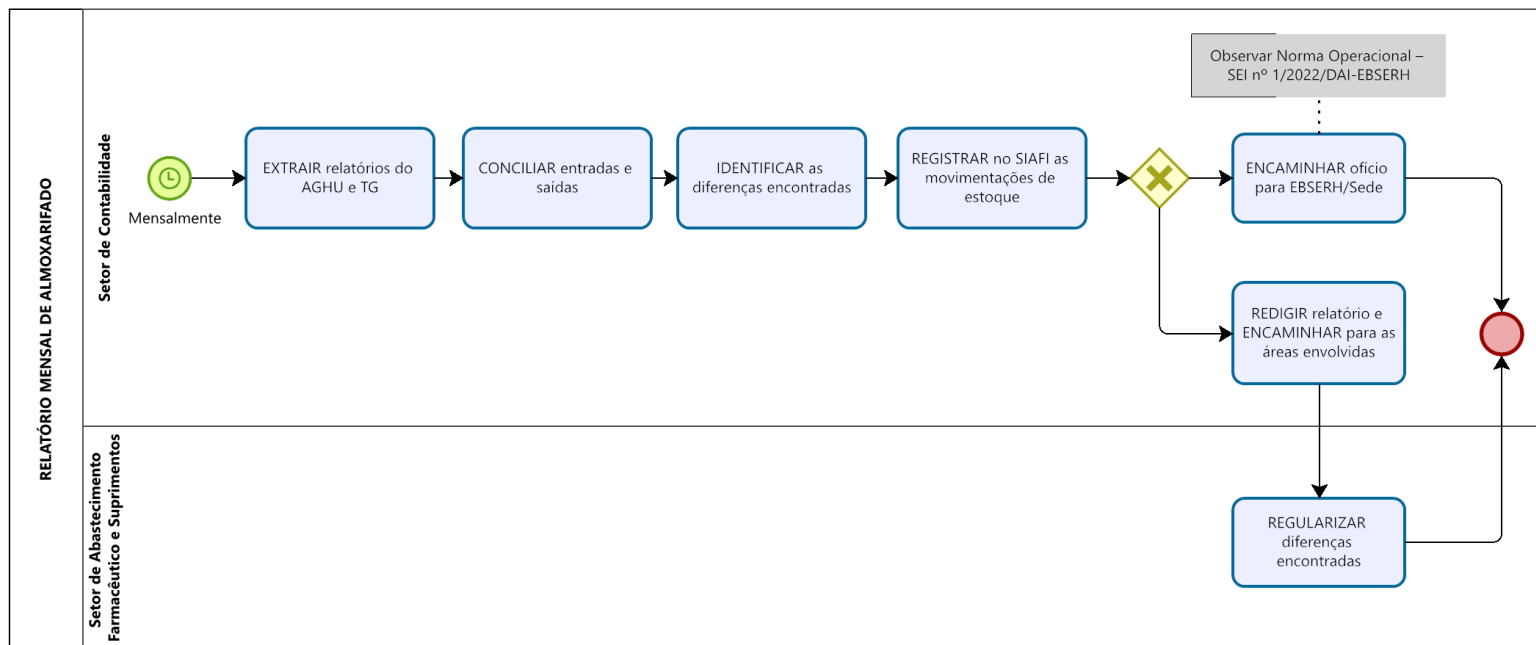 RELATÓRIO MENSAL DE ALMOXARIFADO
Setor de Contabilidade
Mensalmente
EXTRAIR relatórios do
AGHU e TG
CONCILIAR entradas e
saídas
IDENTIFICAR as
diferenças encontradas
REGISTRAR no SIAFI as
movimentações de
estoque
Observar Norma Operacional –
SEI nº 1/2022/DAI-EBSERH
ENCAMINHAR ofício
para EBSERH/Sede
REDIGIR relatório e
ENCAMINHAR para as
áreas envolvidas
Setor de Abastecimento
Farmacêutico e Suprimentos
REGULARIZAR
diferenças
encontradas